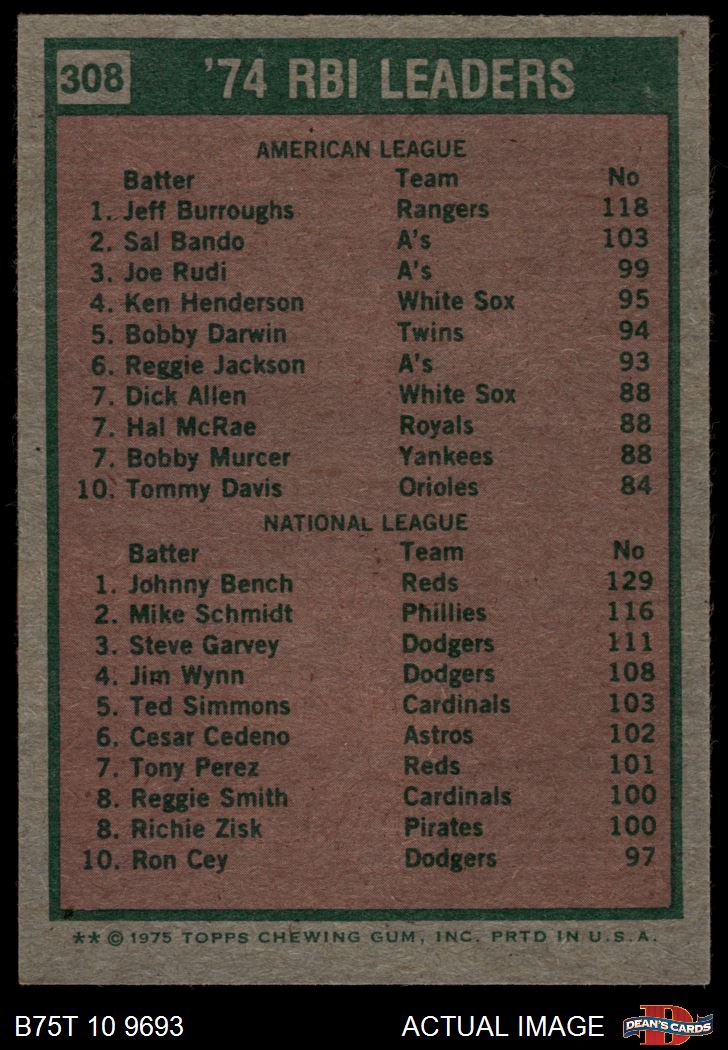 308 '74 RBI LEADERS
AMERICAN LEAGUE
Batter Team No
1. Jeff Burroughs Rangers 118
2. Sal Bando A's 103
3. Joe Rudi A's 99
4. Ken Henderson White Sox 95
5. Bobby Darwin Twins 94
6. Reggie Jackson A's 93
7. Dick Allen White Sox 88
7. Hal McRae Royals 88
7. Bobby Murcer Yankees 88
10. Tommy Davis Orioles 84
NATIONAL LEAGUE
Batter Team No
1. Johnny Bench Reds 129
2. Mike Schmidt Phillies 116
3. Steve Garvey Dodgers 111
4. Jim Wynn Dodgers 108
5. Ted Simmons Cardinals 103
6. Cesar Cedeno Astros 102
7. Tony Perez Reds 101
8. Reggie Smith Cardinals 100
8. Richie Zisk Pirates 100
10. Ron Cey Dodgers 97
** © 1975 TOPPS CHEWING GUM, INC. PRTD IN U.S.A.
B75T 10 9693 ACTUAL IMAGE D DEAN'S CARDS